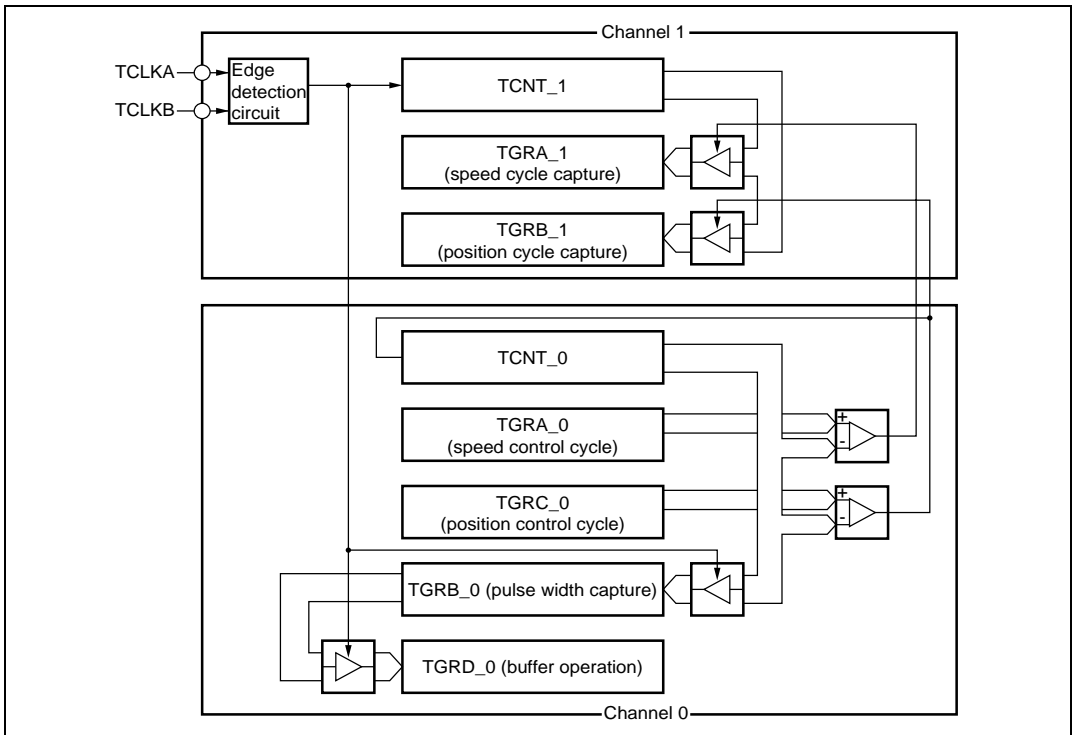 Channel 1
TCLKA
TCLKB
Edge
detection
circuit
TCNT_1
TGRA_1
(speed cycle capture)
TGRB_1
(position cycle capture)
TCNT_0
TGRA_0
(speed control cycle)
+
-
TGRC_0
(position control cycle)
+
-
TGRB_0 (pulse width capture)
TGRD_0 (buffer operation)
Channel 0